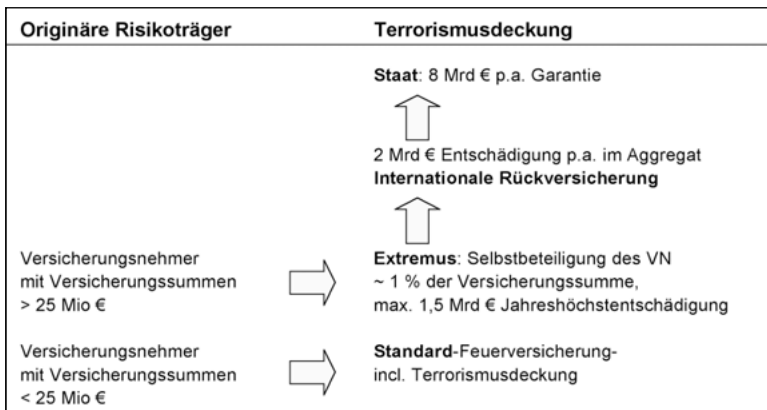 Originäre Risikoträger
Terrorismusdeckung
Staat: 8 Mrd € p.a. Garantie
2 Mrd € Entschädigung p.a. im Aggregat
Internationale Rückversicherung
Versicherungsnehmer
mit Versicherungssummen
> 25 Mio €
Extremus: Selbstbeteiligung des VN
~ 1 % der Versicherungssumme,
max. 1,5 Mrd € Jahreshöchstentschädigung
Versicherungsnehmer
mit Versicherungssummen
< 25 Mio €
Standard-Feuerversicherung-
incl. Terrorismusdeckung